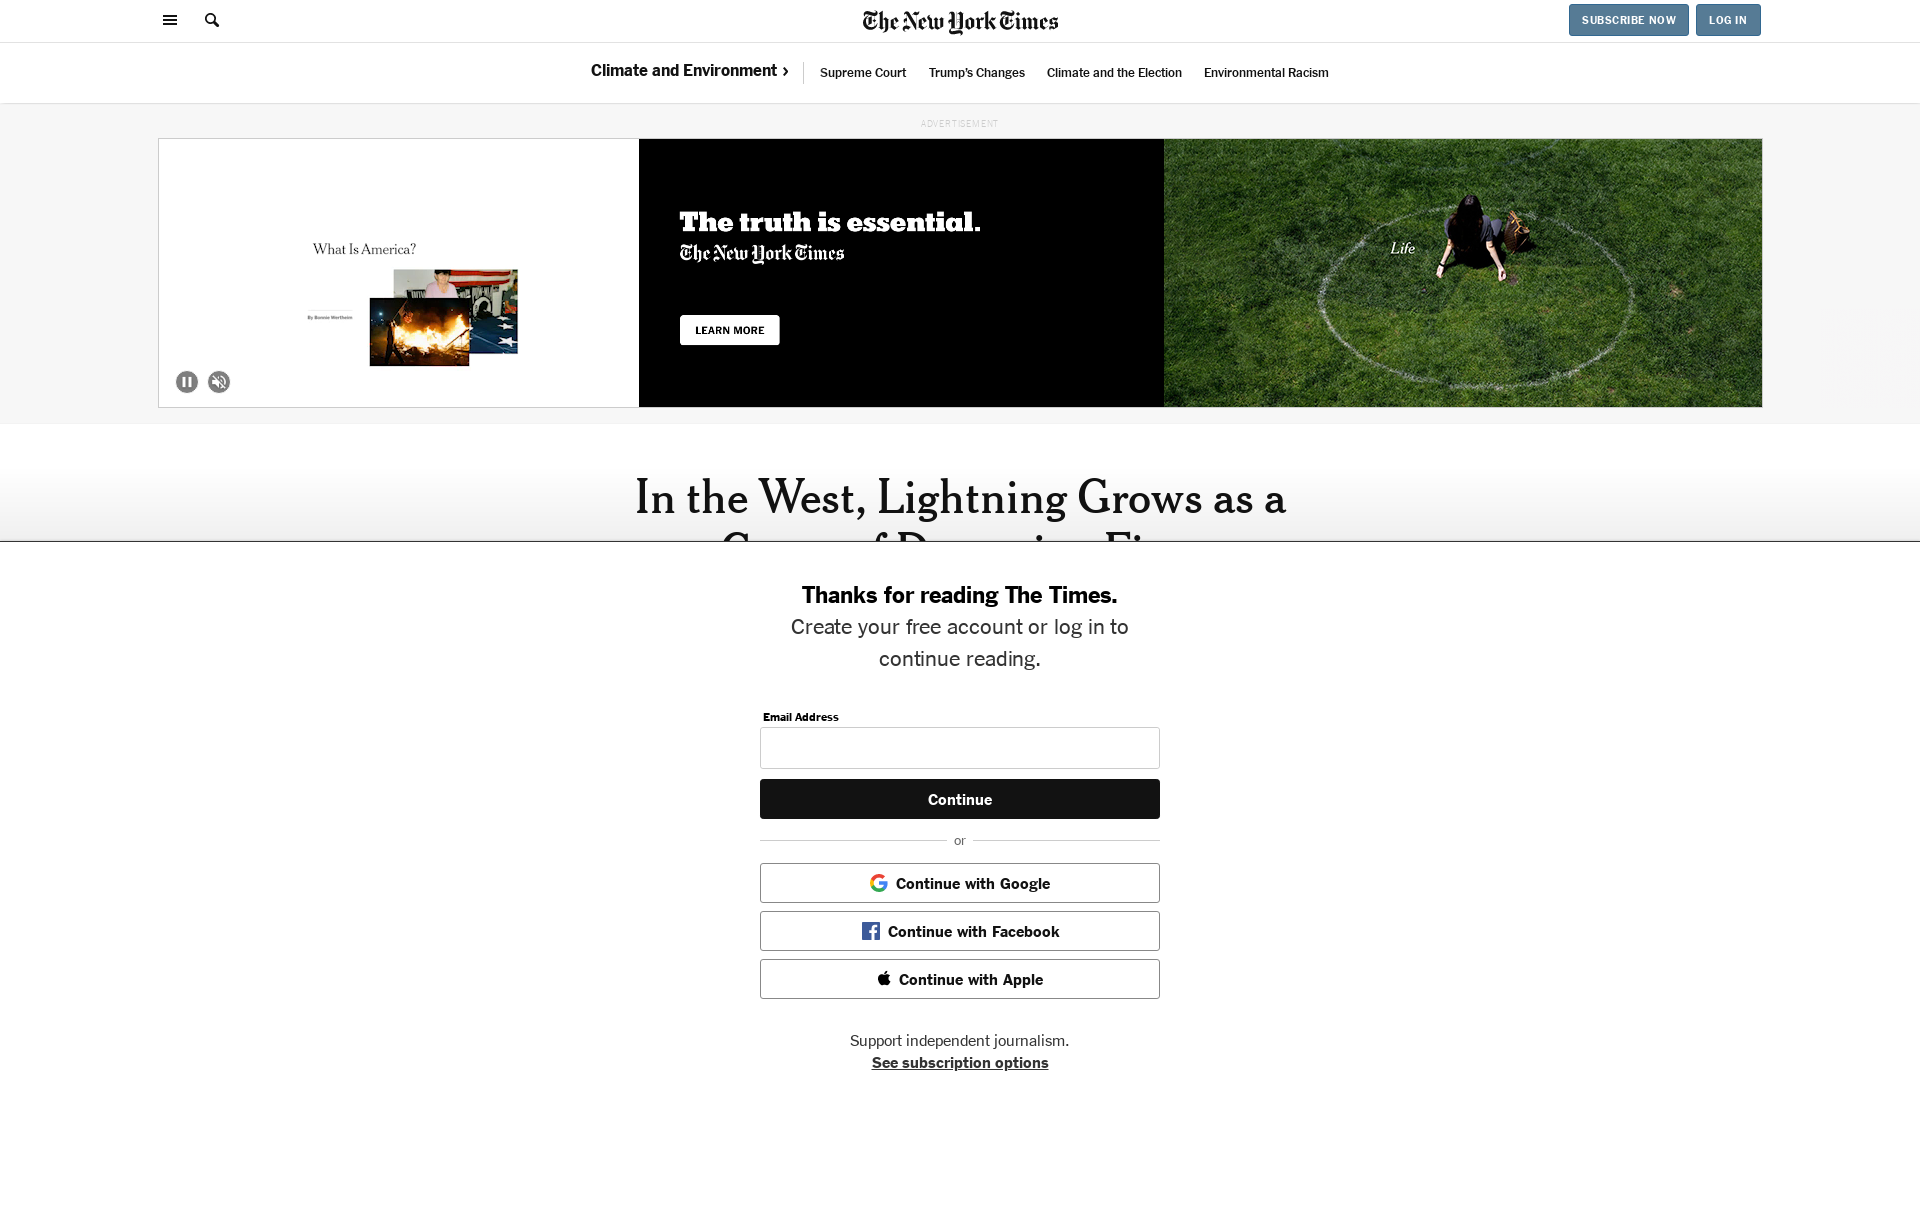 The New York Times
SUBSCRIBE NOW
LOG IN
Climate and Environment ›
Supreme Court
Trump's Changes
Climate and the Election
Environmental Racism
ADVERTISEMENT
What Is America?
By Bonnie Wertheim
The truth is essential.
The New York Times
LEARN MORE
Life
In the West, Lightning Grows as a
Thanks for reading The Times.
Create your free account or log in to
continue reading.
Email Address
Continue
or
Continue with Google
Continue with Facebook
Continue with Apple
Support independent journalism.
See subscription options